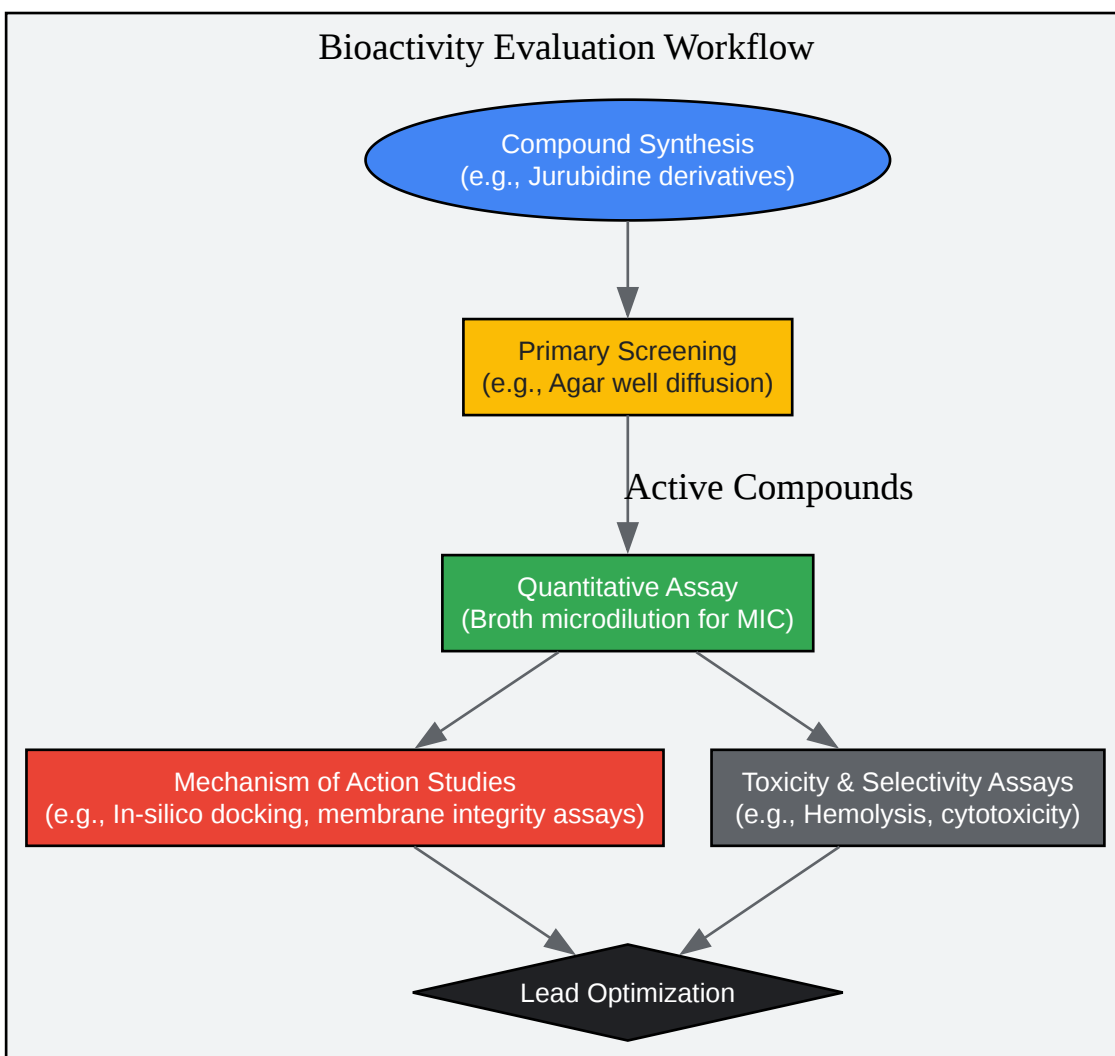 Bioactivity Evaluation Workflow
Compound Synthesis
(e.g., Jurubidine derivatives)
Primary Screening
(e.g., Agar well diffusion)
Active Compounds
Quantitative Assay
(Broth microdilution for MIC)
Mechanism of Action Studies
(e.g., In-silico docking, membrane integrity assays)
Toxicity & Selectivity Assays
(e.g., Hemolysis, cytotoxicity)
Lead Optimization